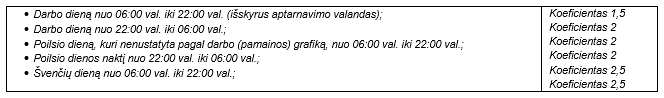 • Darbo dieną nuo 06:00 val. iki 22:00 val. (išskyrus aptarnavimo valandas);
• Darbo dieną nuo 22:00 val. iki 06:00 val.;
• Poilsio dieną, kuri nenustatyta pagal darbo (pamainos) grafiką, nuo 06:00 val. iki 22:00 val.;
• Poilsio dienos naktį nuo 22:00 val. iki 06:00 val.;
• Švenčių dieną nuo 06:00 val. iki 22:00 val.;
Koeficientas 1,5
Koeficientas 2
Koeficientas 2
Koeficientas 2
Koeficientas 2,5
Koeficientas 2,5